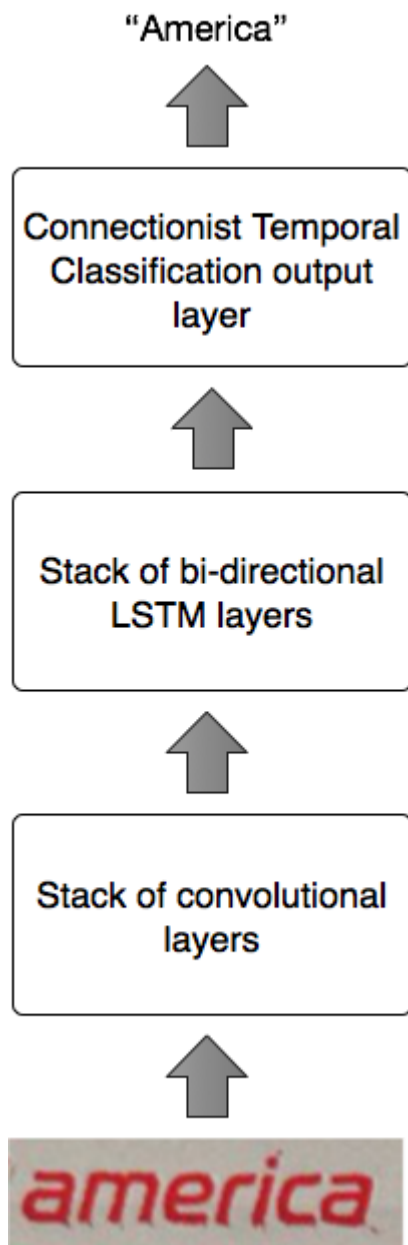 “America”
Connectionist Temporal
Classification output
layer
Stack of bi-directional
LSTM layers
Stack of convolutional
layers
america